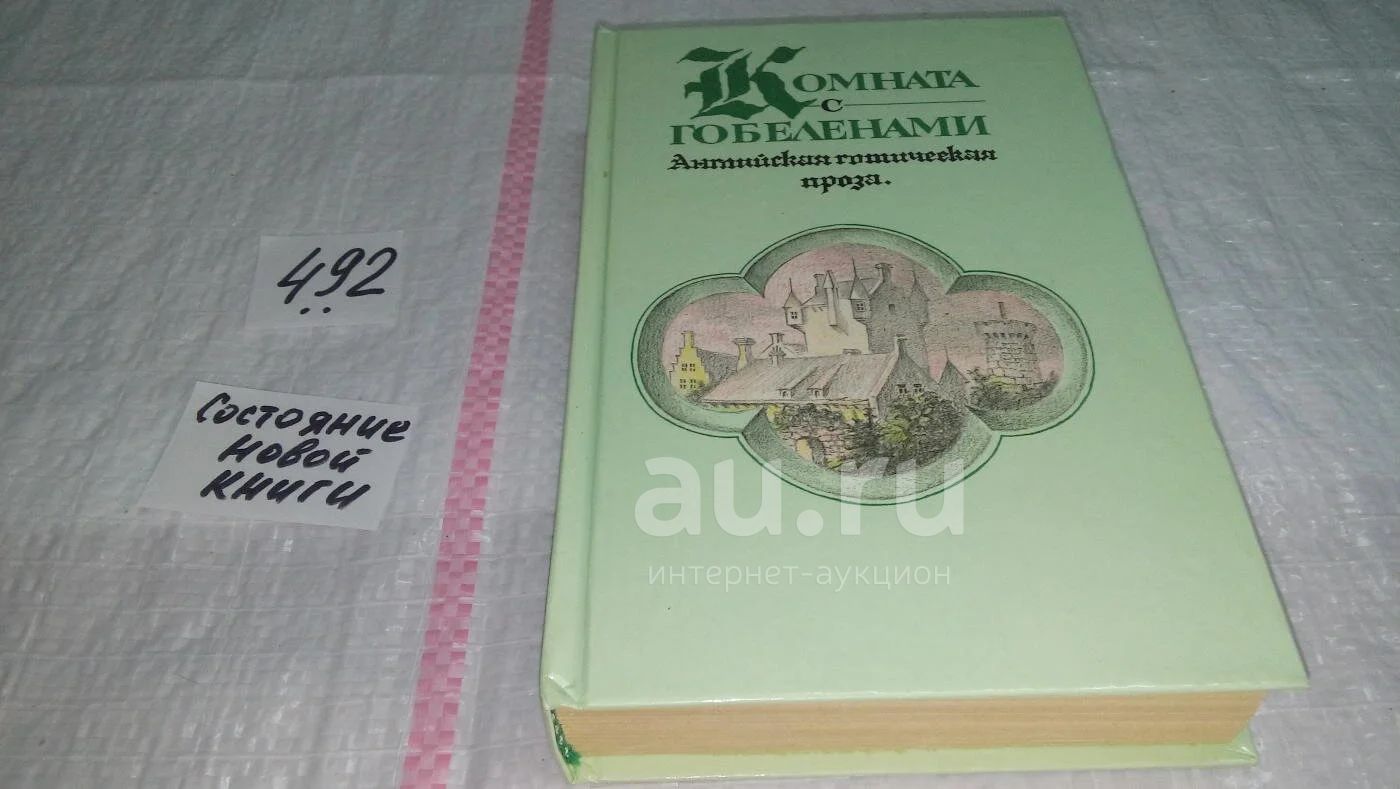 Комната
с
гобеленами
Английская готическая
проза.
492
Состояние
новой
книги
au.ru
интернет-аукцион